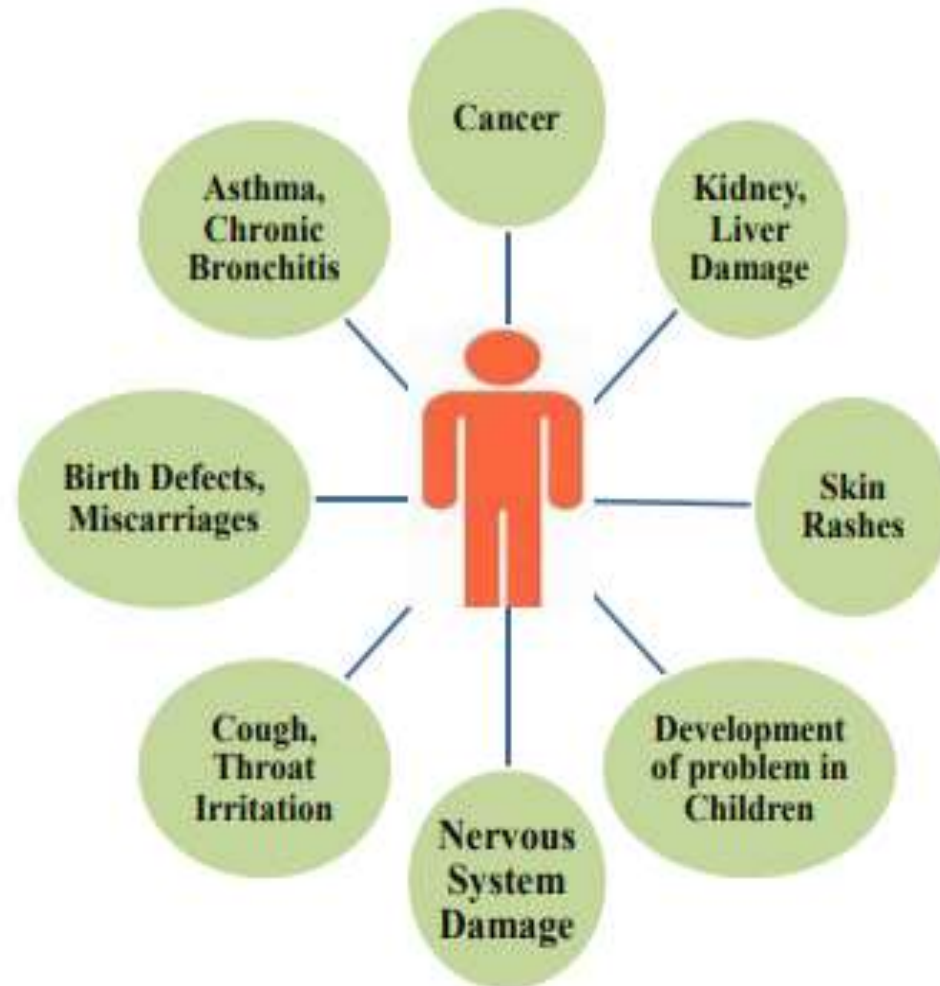 Cancer
Kidney,
Liver
Damage
Skin
Rashes
Development
of problem in
Children
Nervous
System
Damage
Cough,
Throat
Irritation
Birth Defects,
Miscarriages
Asthma,
Chronic
Bronchitis